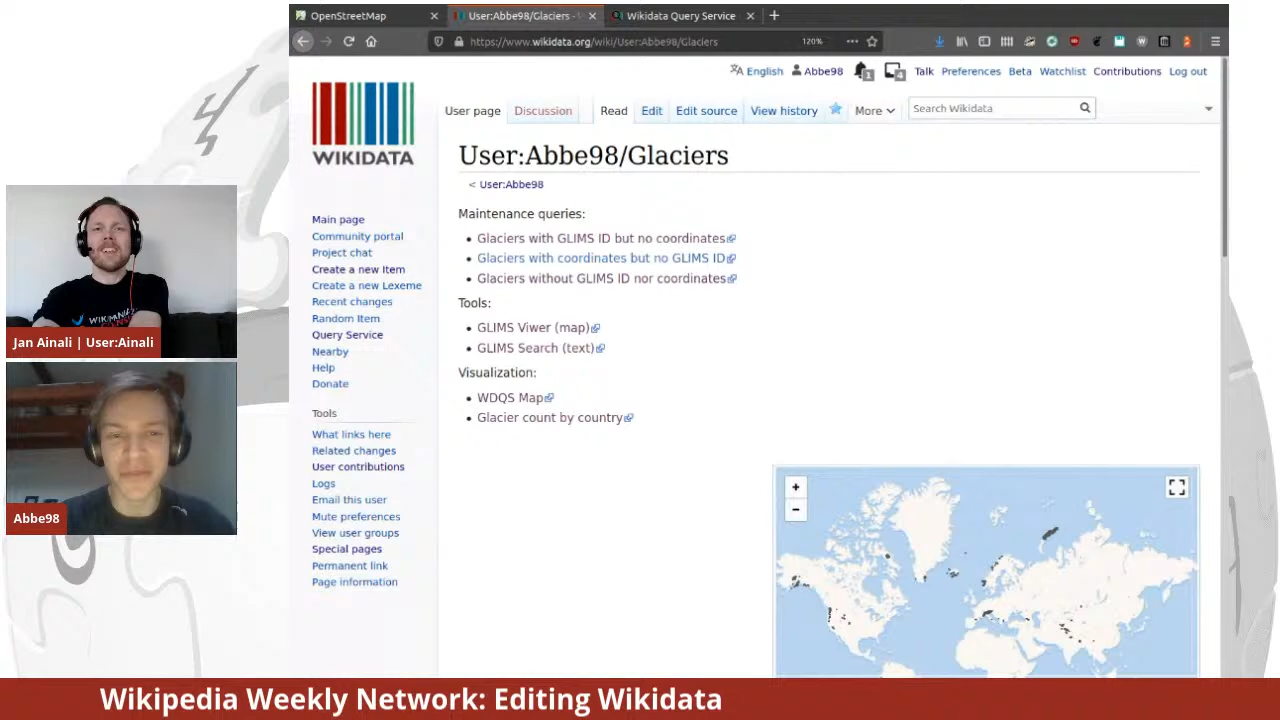 OpenStreetMap
User:Abbe98/Glaciers -
Wikidata Query Service
https://www.wikidata.org/wiki/User:Abbe98/Glaciers
120%
English
Abbe98
1
4
Talk
Preferences
Beta
Watchlist
Contributions
Log out
User page
Discussion
Read
Edit
Edit source
View history
More
Search Wikidata
WIKIDATA
User:Abbe98/Glaciers
< User:Abbe98
Main page
Community portal
Project chat
Create a new Item
Create a new Lexeme
Recent changes
Random Item
Query Service
Nearby
Help
Donate
Tools
What links here
Related changes
User contributions
Logs
Email this user
Mute preferences
View user groups
Special pages
Permanent link
Page information
Maintenance queries:
Glaciers with GLIMS ID but no coordinates
Glaciers with coordinates but no GLIMS ID
Glaciers without GLIMS ID nor coordinates
Tools:
GLIMS Viwer (map)
GLIMS Search (text)
Visualization:
WDQS Map
Glacier count by country
+
-
Jan Ainali | User:Ainali
Abbe98
Wikipedia Weekly Network: Editing Wikidata